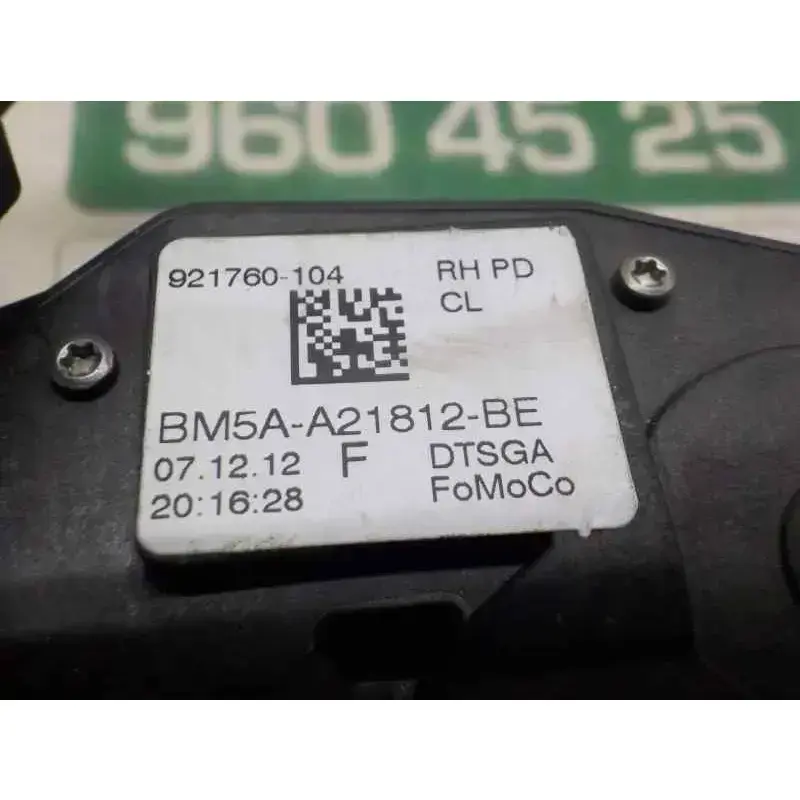 960 45 25
921760-104 RH PD
CL
BM5A-A21812-BE
07.12.12 F DTSGA
20:16:28 FoMoCo